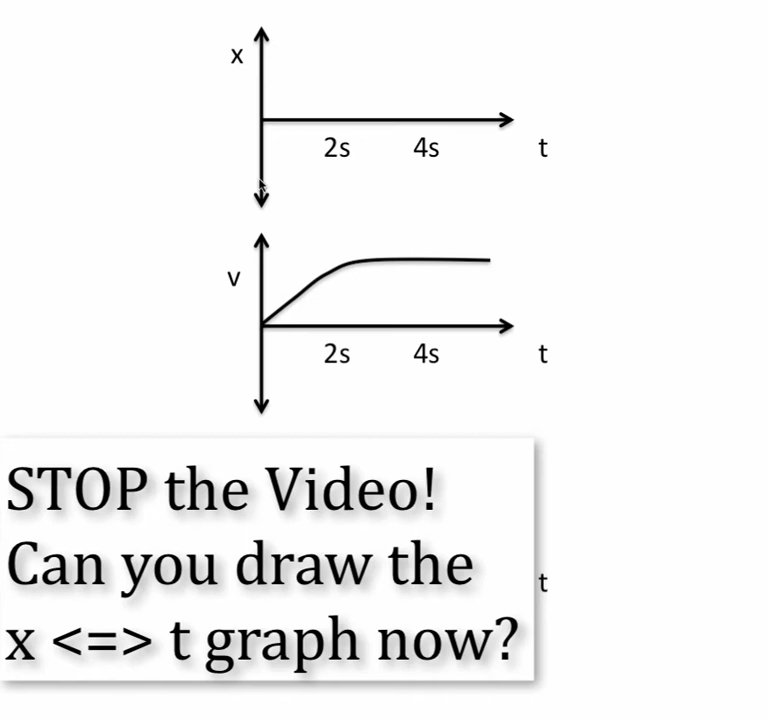 x
2s 4s t
v
2s 4s t
STOP the Video!
Can you draw the
t
x <=> t graph now?